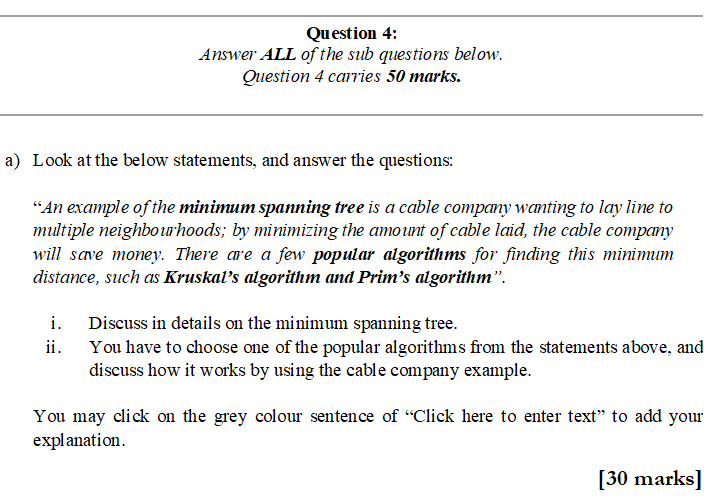 Question 4:
Answer ALL of the sub questions below.
Question 4 carries 50 marks.
a) Look at the below statements, and answer the questions:
“An example of the minimum spanning tree is a cable company wanting to lay line to
multiple neighbourhoods; by minimizing the amount of cable laid, the cable company
will save money. There are a few popular algorithms for finding this minimum
distance, such as Kruskal’s algorithm and Prim’s algorithm”.
i. Discuss in details on the minimum spanning tree.
ii. You have to choose one of the popular algorithms from the statements above, and
discuss how it works by using the cable company example.
You may click on the grey colour sentence of “Click here to enter text” to add your
explanation.
[30 marks]